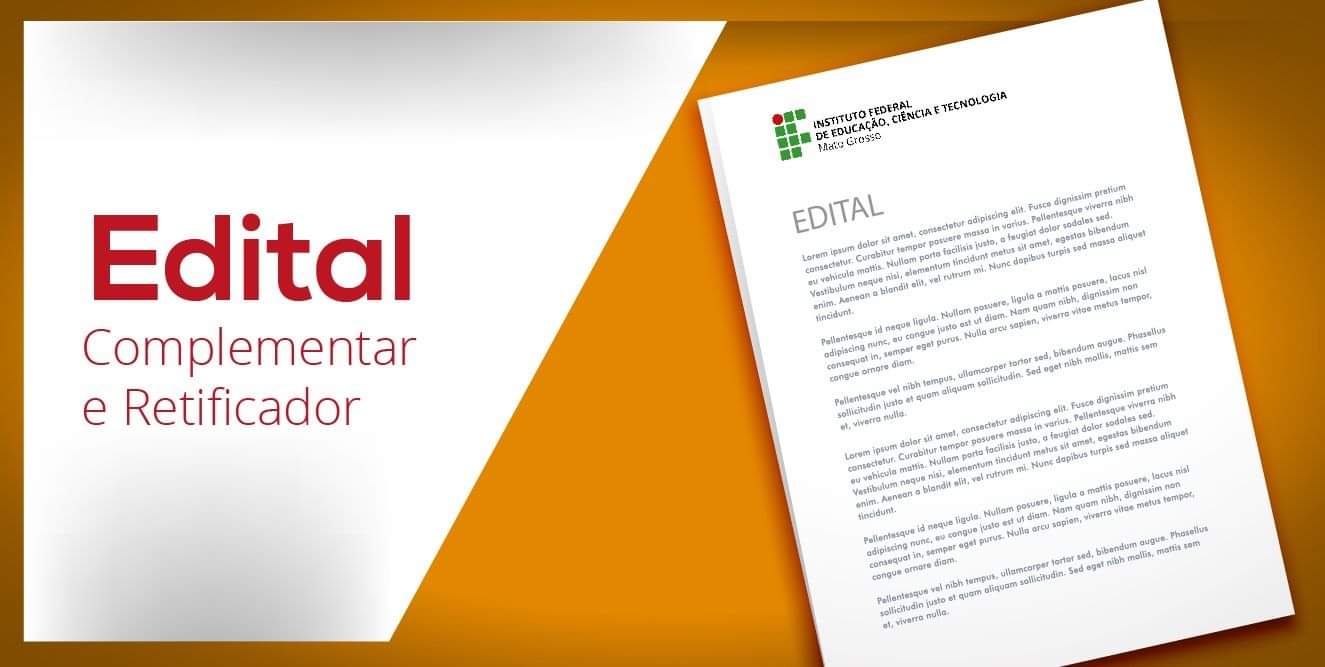 Edital
Complementar
e Retificador
INSTITUTO FEDERAL
DE EDUCAÇÃO, CIÊNCIA E TECNOLOGIA
Mato Grosso
EDITAL
Lorem ipsum dolor sit amet, consectetur adipiscing elit. Fusce dignissim pretium
consectetur. Curabitur tempor posuere massa in varius. Pellentesque viverra nibh
eu vehicula mattis. Nullam porta facilisis justo, a feugiat dolor sodales sed.
Vestibulum neque nisi, elementum tincidunt metus sit amet, egestas bibendum
enim. Aenean a blandit elit, vel rutrum mi. Nunc dapibus turpis sed massa aliquet
tincidunt.
Pellentesque id neque ligula. Nullam posuere, ligula a mattis posuere, lacus nisl
adipiscing nunc, eu congue justo est ut diam. Nam quam nibh, dignissim non
consequat in, semper eget purus. Nulla arcu sapien, viverra vitae metus tempor,
congue ornare diam.
Pellentesque vel nibh tempus, ullamcorper tortor sed, bibendum augue. Phasellus
sollicitudin justo et quam aliquam sollicitudin. Sed eget nibh mollis, mattis sem
et, viverra nulla.
Lorem ipsum dolor sit amet, consectetur adipiscing elit. Fusce dignissim pretium
consectetur. Curabitur tempor posuere massa in varius. Pellentesque viverra nibh
eu vehicula mattis. Nullam porta facilisis justo, a feugiat dolor sodales sed.
Vestibulum neque nisi, elementum tincidunt metus sit amet, egestas bibendum
enim. Aenean a blandit elit, vel rutrum mi. Nunc dapibus turpis sed massa aliquet
tincidunt.
Pellentesque id neque ligula. Nullam posuere, ligula a mattis posuere, lacus nisl
adipiscing nunc, eu congue justo est ut diam. Nam quam nibh, dignissim non
consequat in, semper eget purus. Nulla arcu sapien, viverra vitae metus tempor,
congue ornare diam.
Pellentesque vel nibh tempus, ullamcorper tortor sed, bibendum augue. Phasellus
sollicitudin justo et quam aliquam sollicitudin. Sed eget nibh mollis, mattis sem
et, viverra nulla.